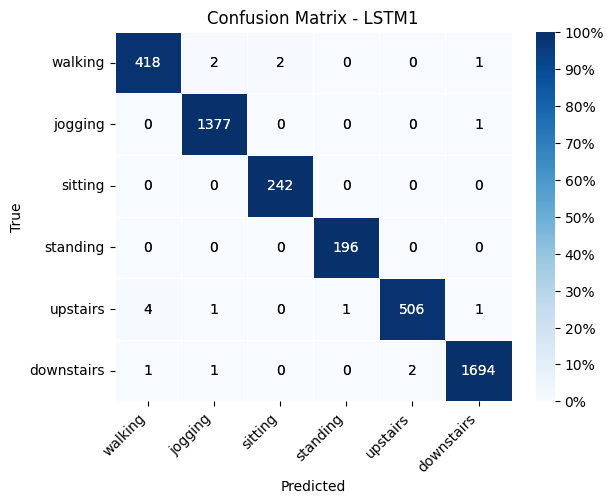 Confusion Matrix - LSTM1
True
walking 418 2 2 0 0 1
jogging 0 1377 0 0 0 1
sitting 0 0 242 0 0 0
standing 0 0 0 196 0 0
upstairs 4 1 0 1 506 1
downstairs 1 1 0 0 2 1694
walking jogging sitting standing upstairs downstairs
Predicted
100%
90%
80%
70%
60%
50%
40%
30%
20%
10%
0%